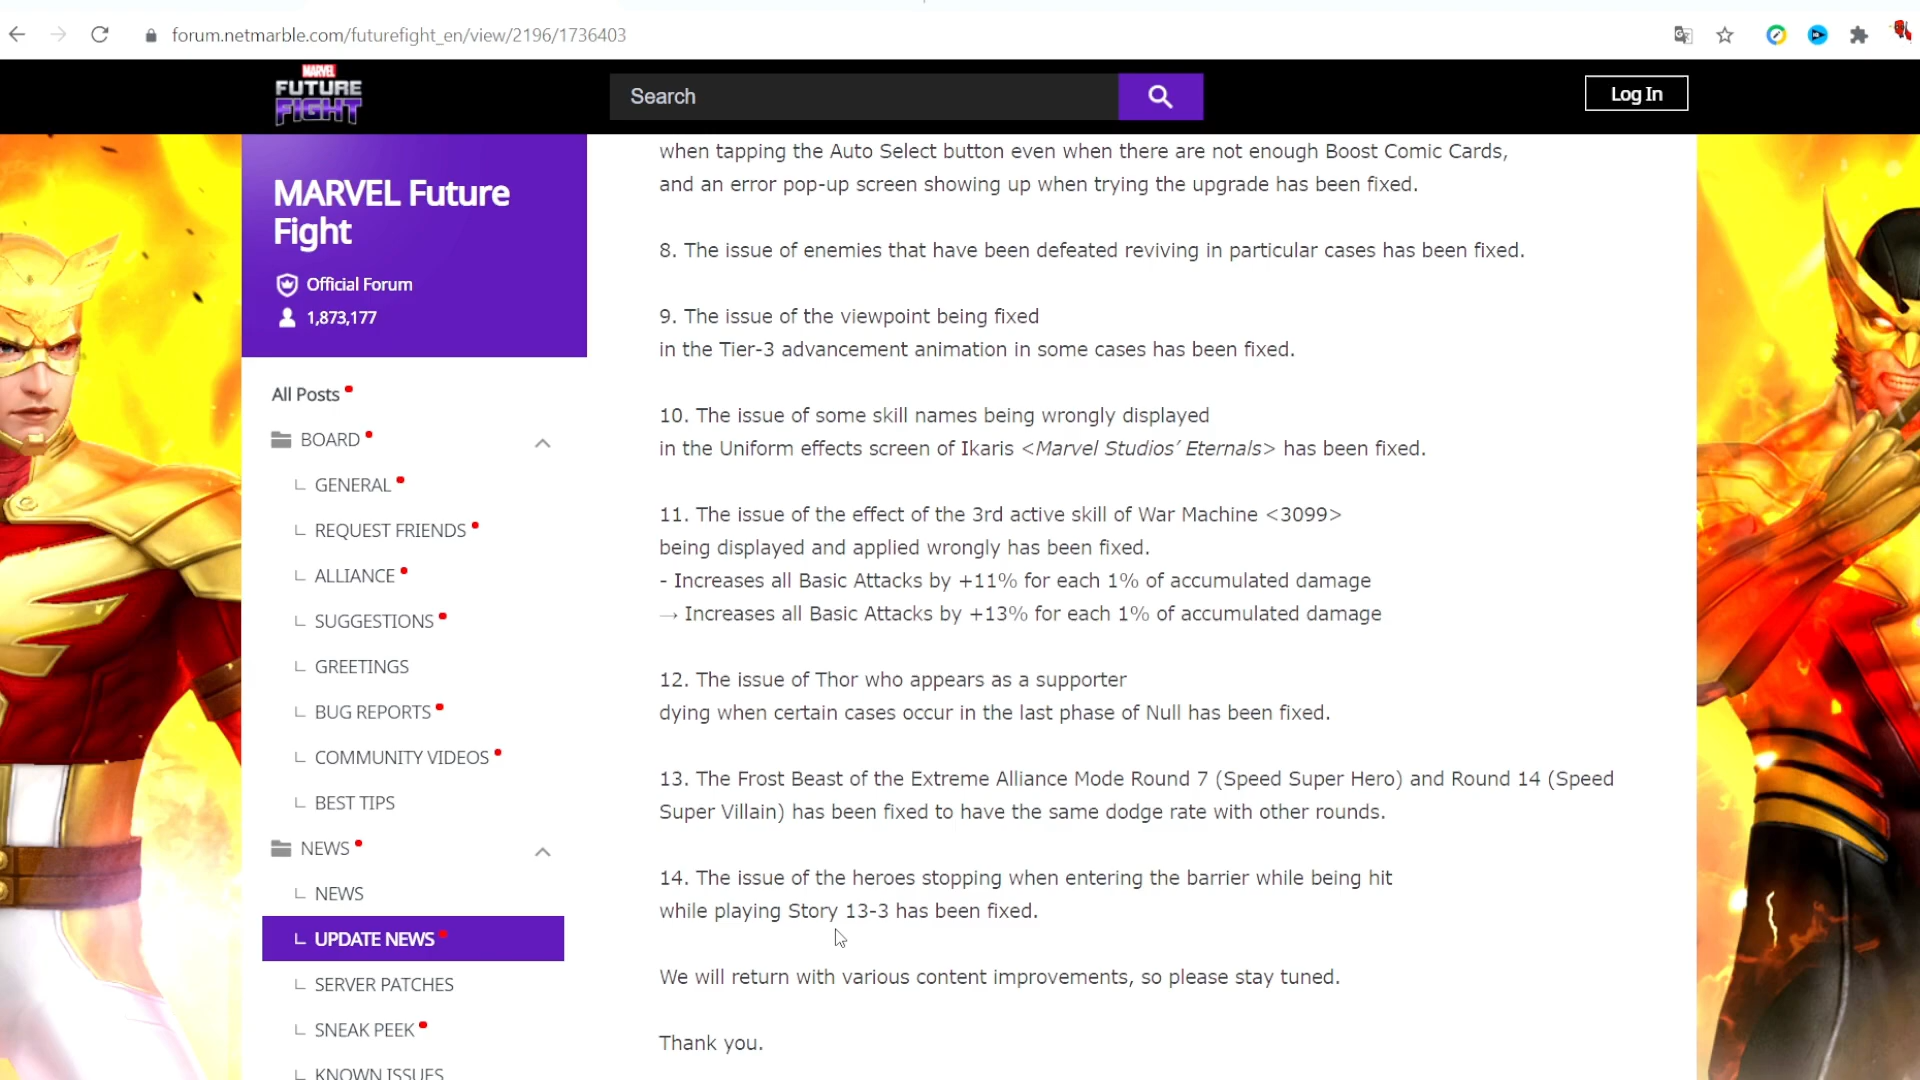 forum.netmarble.com/futurefight_en/view/2196/1736403
MARVEL
FUTURE
FIGHT
Search
Log In
MARVEL Future
Fight
Official Forum
1,873,177
All Posts
BOARD
GENERAL
REQUEST FRIENDS
ALLIANCE
SUGGESTIONS
GREETINGS
BUG REPORTS
COMMUNITY VIDEOS
BEST TIPS
NEWS
NEWS
UPDATE NEWS
SERVER PATCHES
SNEAK PEEK
KNOWN ISSUES
when tapping the Auto Select button even when there are not enough Boost Comic Cards,
and an error pop-up screen showing up when trying the upgrade has been fixed.
8. The issue of enemies that have been defeated reviving in particular cases has been fixed.
9. The issue of the viewpoint being fixed
in the Tier-3 advancement animation in some cases has been fixed.
10. The issue of some skill names being wrongly displayed
in the Uniform effects screen of Ikaris <Marvel Studios’ Eternals> has been fixed.
11. The issue of the effect of the 3rd active skill of War Machine <3099>
being displayed and applied wrongly has been fixed.
- Increases all Basic Attacks by +11% for each 1% of accumulated damage
→ Increases all Basic Attacks by +13% for each 1% of accumulated damage
12. The issue of Thor who appears as a supporter
dying when certain cases occur in the last phase of Null has been fixed.
13. The Frost Beast of the Extreme Alliance Mode Round 7 (Speed Super Hero) and Round 14 (Speed
Super Villain) has been fixed to have the same dodge rate with other rounds.
14. The issue of the heroes stopping when entering the barrier while being hit
while playing Story 13-3 has been fixed.
We will return with various content improvements, so please stay tuned.
Thank you.